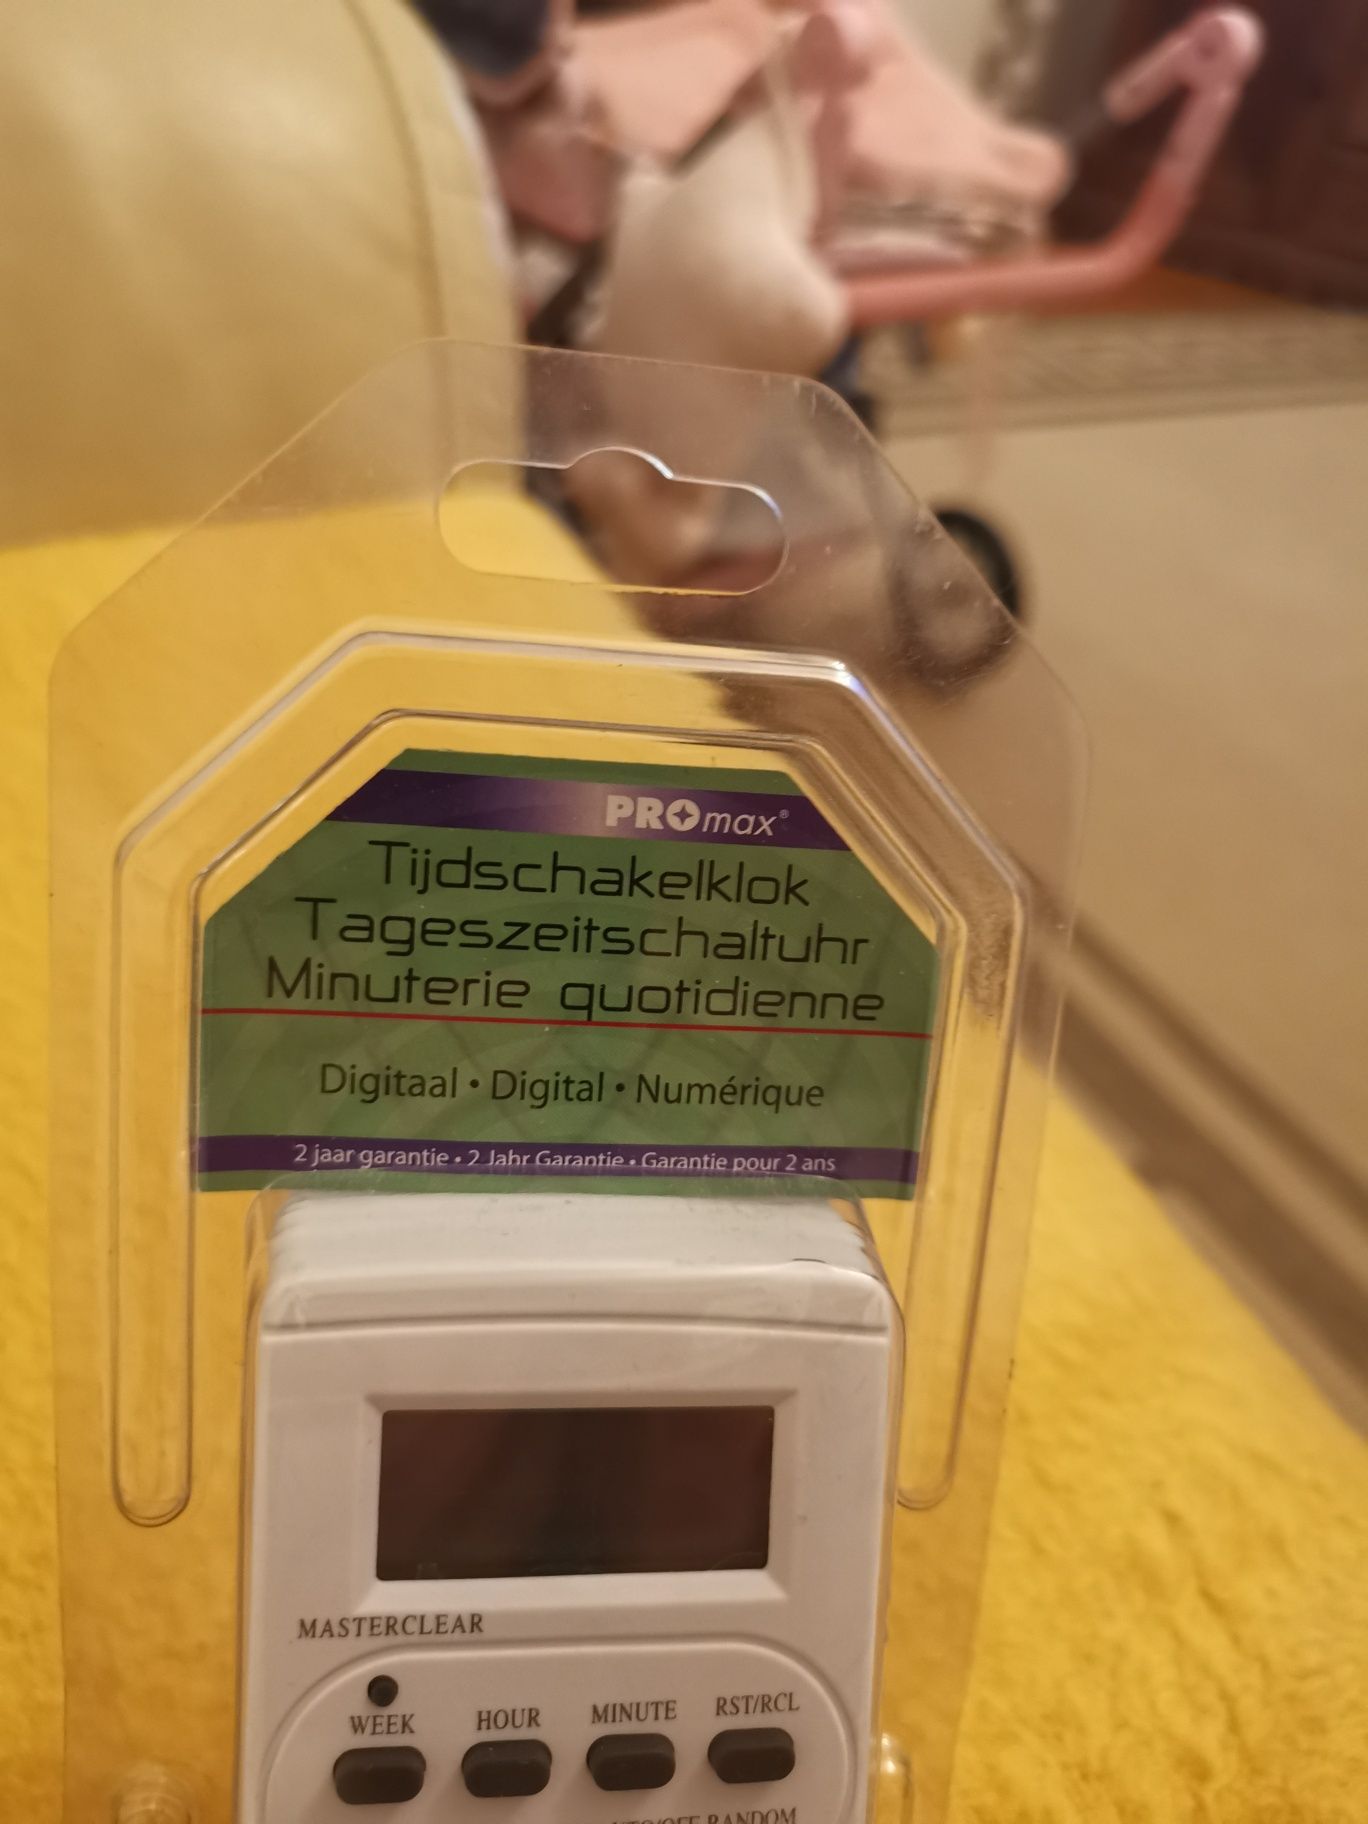 PROmax®
Tijdschakelklok
Tageszeitschaltuhr
Minuterie quotidienne
Digitaal • Digital • Numérique
2 jaar garantie • 2 Jahr Garantie • Garantie pour 2 ans
MASTERCLEAR
WEEK HOUR MINUTE RST/RCL
RANDOM